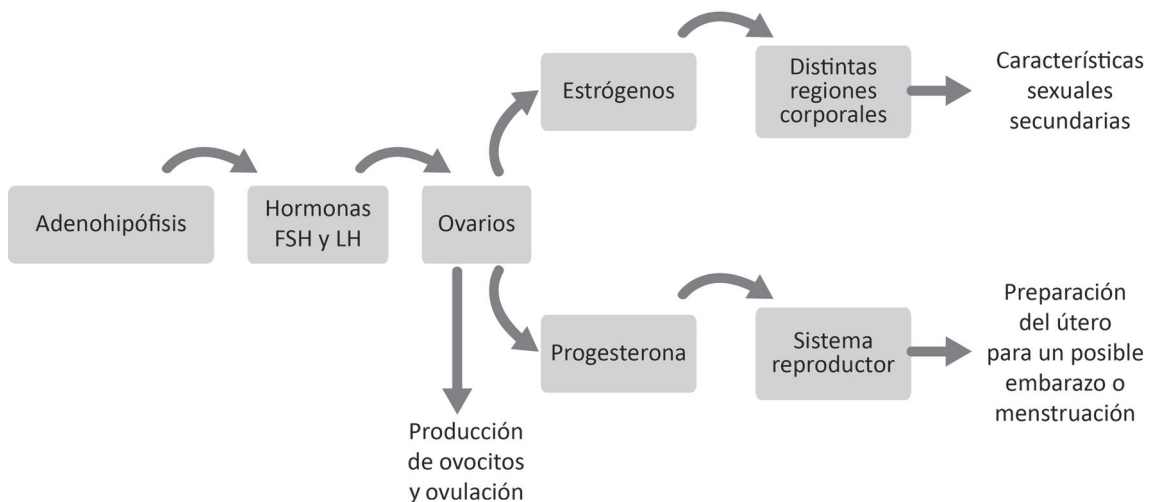 Adenohipófisis
Hormonas
FSH y LH
Ovarios
Producción
de ovocitos
y ovulación
Estrógenos
Distintas
regiones
corporales
Características
sexuales
secundarias
Progesterona
Sistema
reproductor
Preparación
del útero
para un posible
embarazo o
menstruación